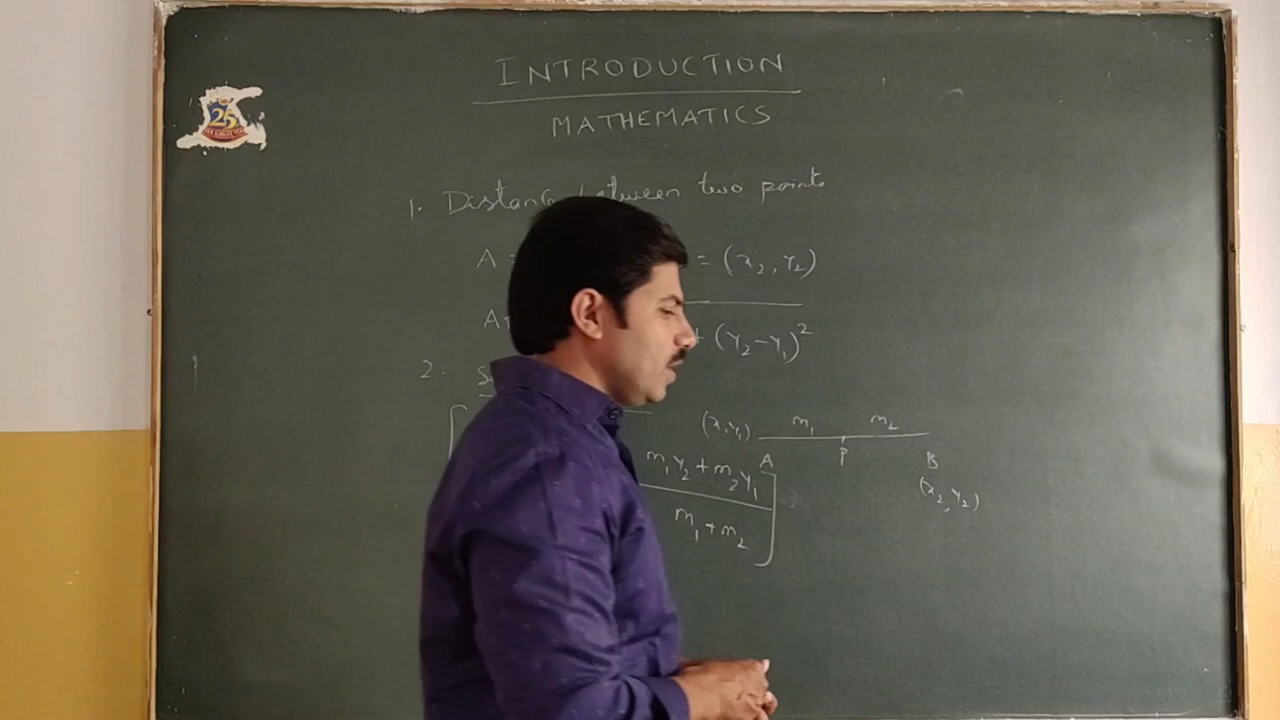 INTRODUCTION
MATHEMATICS
25
1. Distance between two points
A = = (x₂, y₂)
+ (y₂-y₁)²
2. S
(x₁, y₁) m₁ m₂
A P B
(x₂, y₂)
m₁y₂+m₂y₁
m₁+m₂